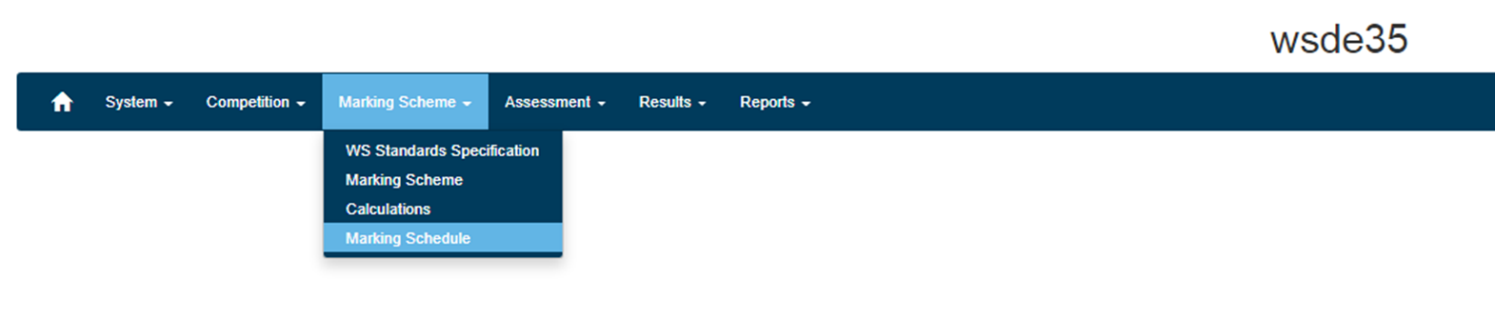 wsde35
System Competition Marking Scheme Assessment Results Reports
WS Standards Specification
Marking Scheme
Calculations
Marking Schedule